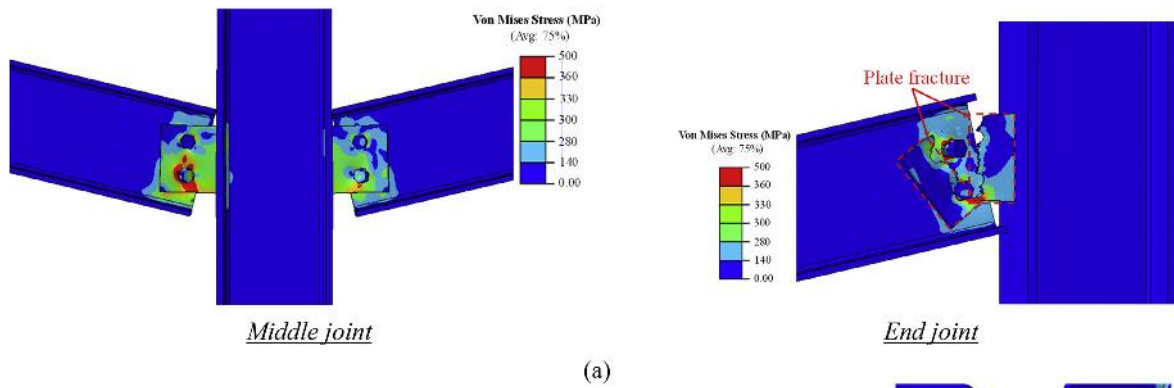 Von Mises Stress (MPa)
(Avg: 75%)
500
360
330
300
280
140
0.00
Middle joint
Plate fracture
Von Mises Stress (MPa)
(Avg: 75%)
500
360
330
300
280
140
0.00
End joint
(a)